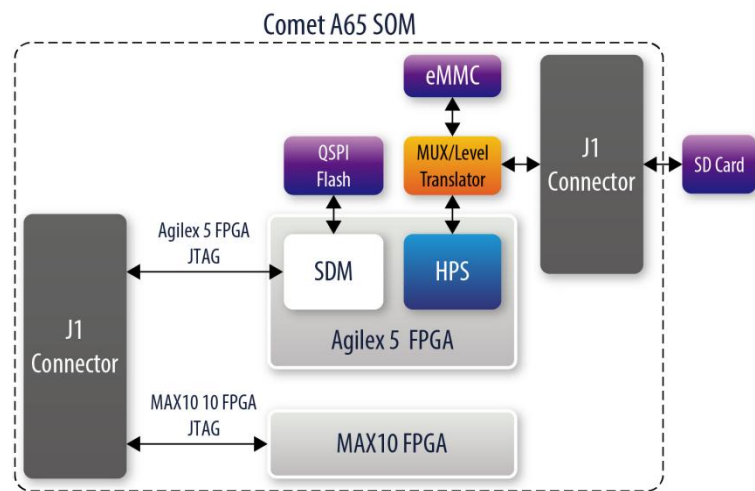 Comet A65 SOM
eMMC
QSPI
Flash
MUX/Level
Translator
J1
Connector
SD Card
Agilex 5 FPGA
JTAG
SDM
HPS
Agilex 5 FPGA
J1
Connector
MAX10 10 FPGA
JTAG
MAX10 FPGA